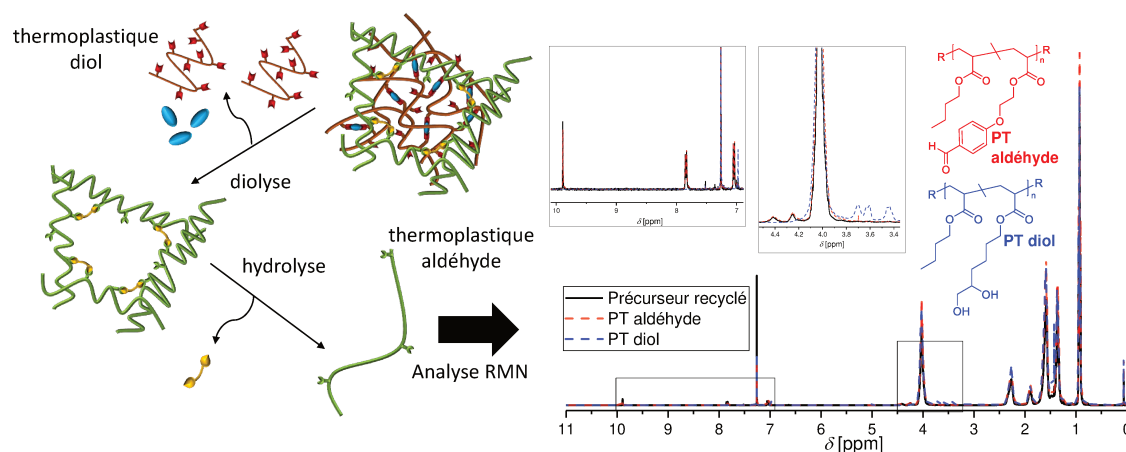 thermoplastique
diol
diolyse
hydrolyse
thermoplastique
aldéhyde
Analyse RMN
10
9
8
7
δ [ppm]
4.4
4.2
4.0
3.8
3.6
3.4
δ [ppm]
R
R
n
O
O
O
O
O
H
O
PT
aldéhyde
R
R
n
O
O
O
O
PT diol
OH
HO
Précurseur recyclé
PT aldéhyde
PT diol
11
10
9
8
7
6
5
4
3
2
1
0
δ [ppm]